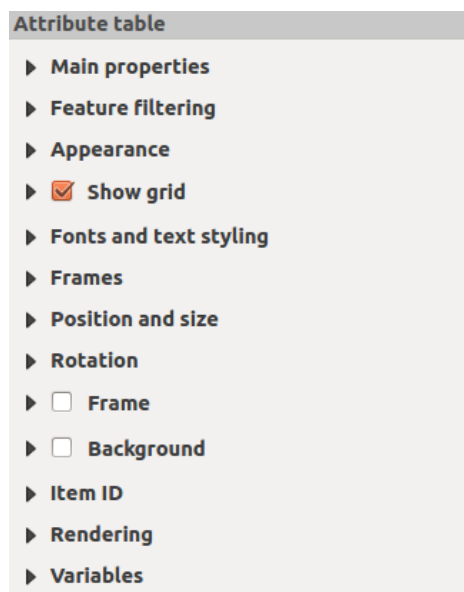 Attribute table
Main properties
Feature filtering
Appearance
Show grid
Fonts and text styling
Frames
Position and size
Rotation
Frame
Background
Item ID
Rendering
Variables